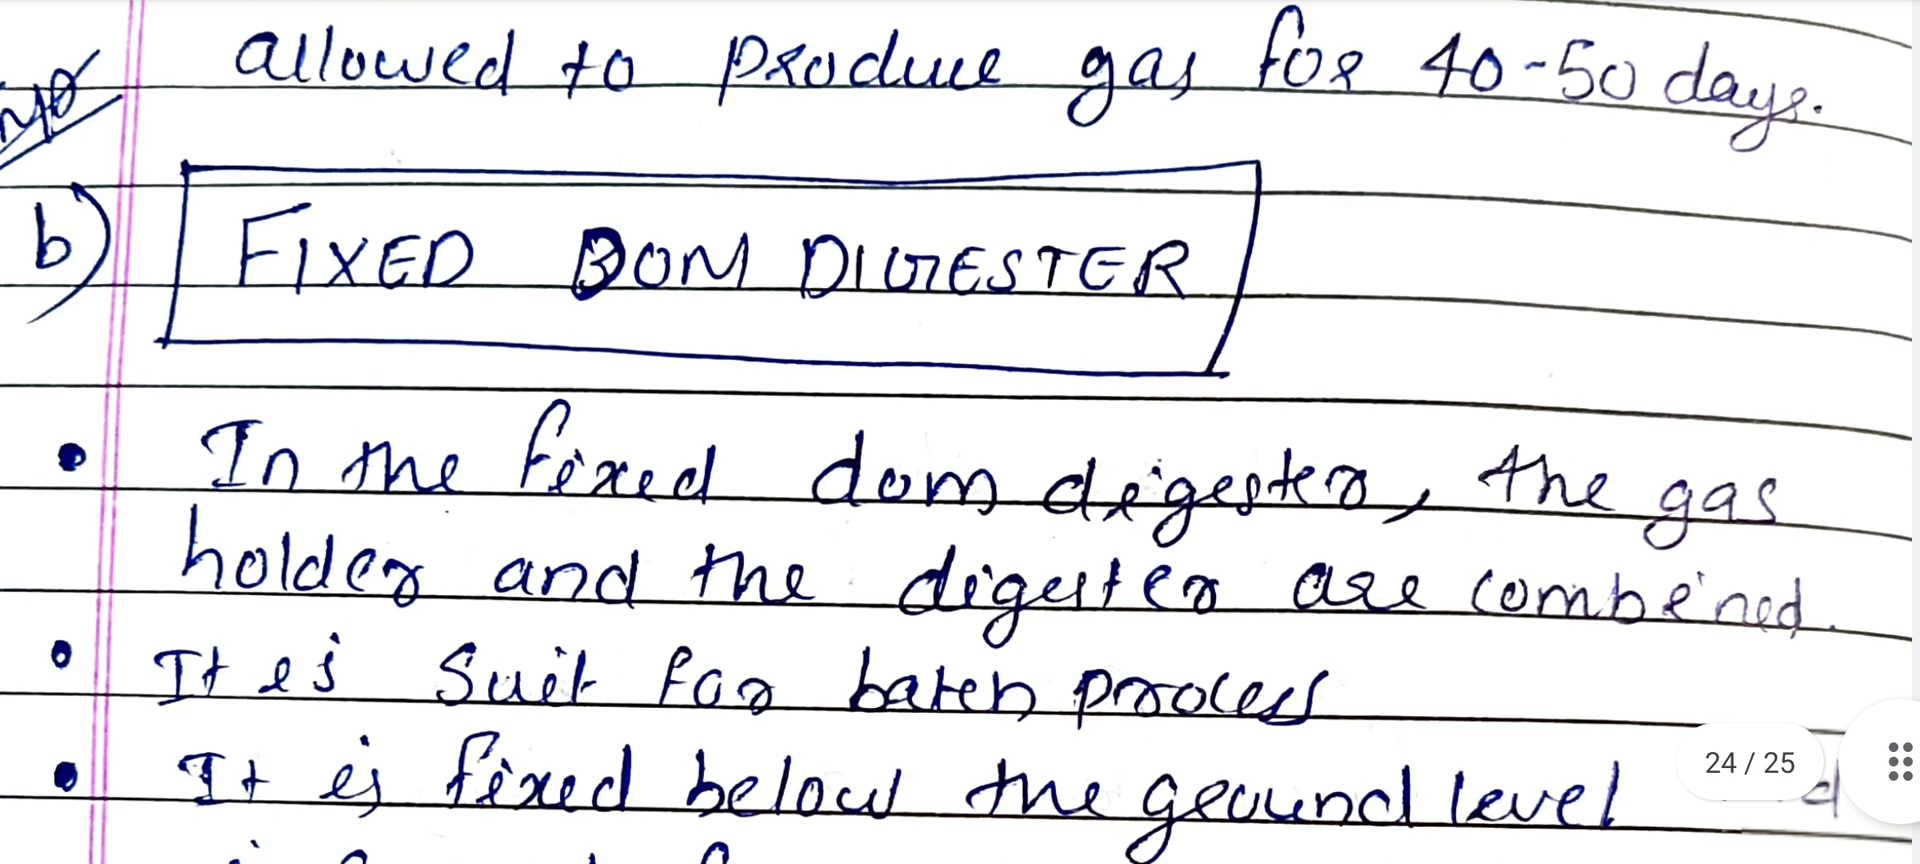 allowed to produce gas for 40-50 days.
b) FIXED DOM DIGESTER
• In the fixed dom digester, the gas
holder and the digester are combined.
• It is Suit for batch process
• It is fixed below the ground level
24 / 25